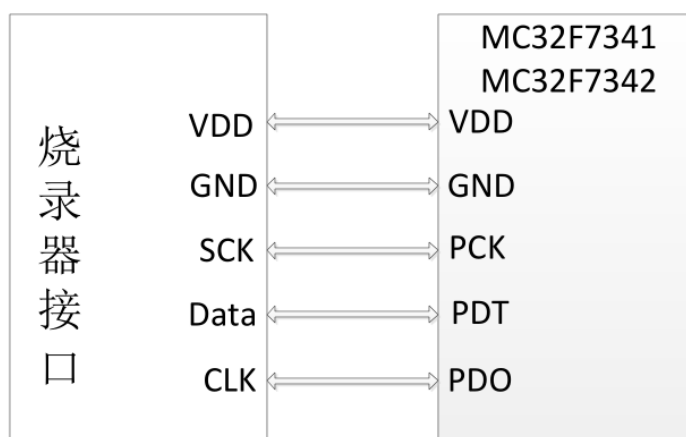 烧录器接口
VDD
GND
SCK
Data
CLK
MC32F7341
MC32F7342
VDD
GND
PCK
PDT
PDO